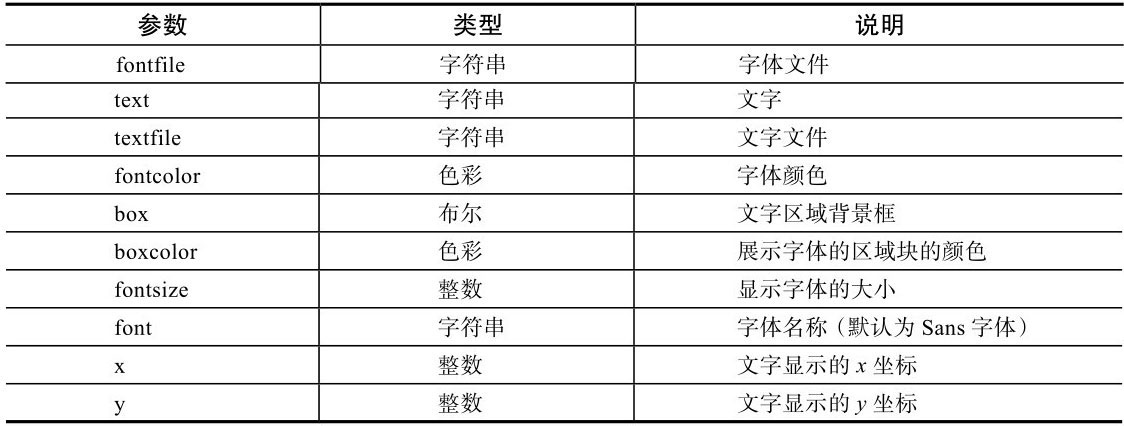 参数 类型 说明
fontfile 字符串 字体文件
text 字符串 文字
textfile 字符串 文字文件
fontcolor 色彩 字体颜色
box 布尔 文字区域背景框
boxcolor 色彩 展示字体的区域块的颜色
fontsize 整数 显示字体的大小
font 字符串 字体名称（默认为 Sans 字体）
x 整数 文字显示的 x 坐标
y 整数 文字显示的 y 坐标